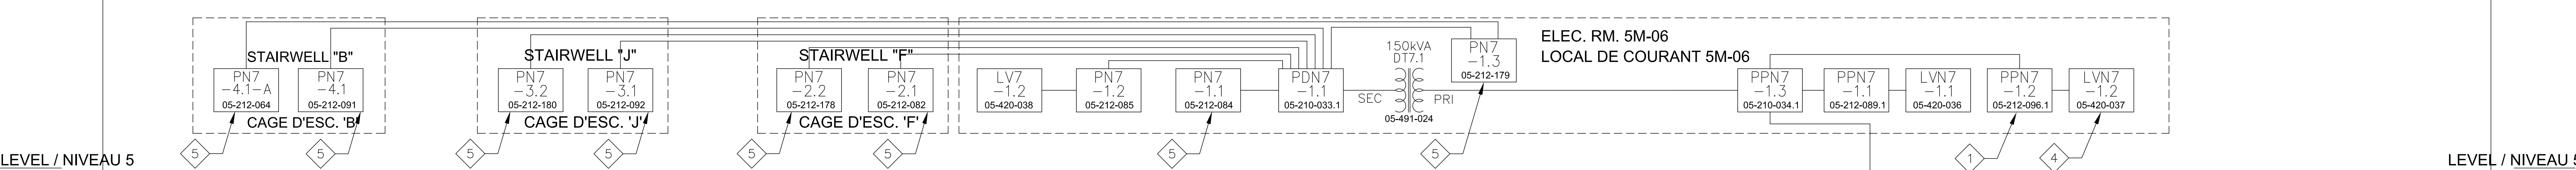 STAIRWELL "B"
PN7
-4.1-A
05-212-064
PN7
-4.1
05-212-091
CAGE D'ESC. 'B'
5
5
STAIRWELL "J"
PN7
-3.2
05-212-180
PN7
-3.1
05-212-092
CAGE D'ESC. 'J'
5
5
STAIRWELL "F"
PN7
-2.2
05-212-178
PN7
-2.1
05-212-082
CAGE D'ESC. 'F'
5
5
ELEC. RM. 5M-06
LOCAL DE COURANT 5M-06
LV7
-1.2
05-420-038
PN7
-1.2
05-212-085
PN7
-1.1
05-212-084
5
PDN7
-1.1
05-210-033.1
SEC
150kVA
DT7.1
PRI
05-491-024
PN7
-1.3
05-212-179
5
PPN7
-1.3
05-210-034.1
PPN7
-1.1
05-212-089.1
LVN7
-1.1
05-420-036
PPN7
-1.2
05-212-096.1
LVN7
-1.2
05-420-037
1
4
LEVEL / NIVEAU 5
LEVEL / NIVEAU 5